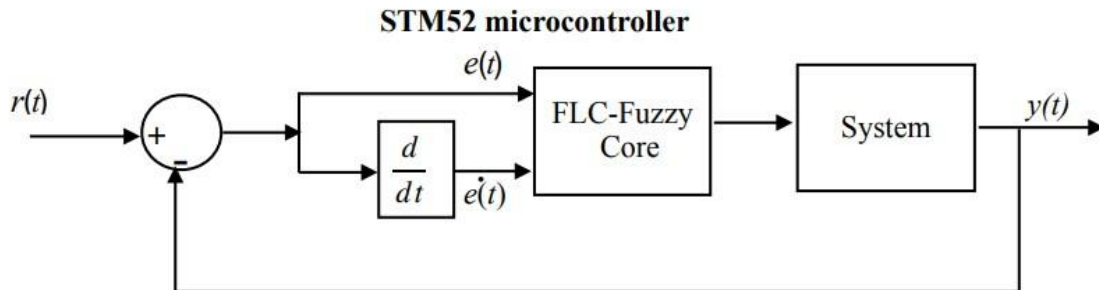 STM52 microcontroller
r(t)
+
-
e(t)
d
dt
ė(t)
FLC-Fuzzy
Core
System
y(t)